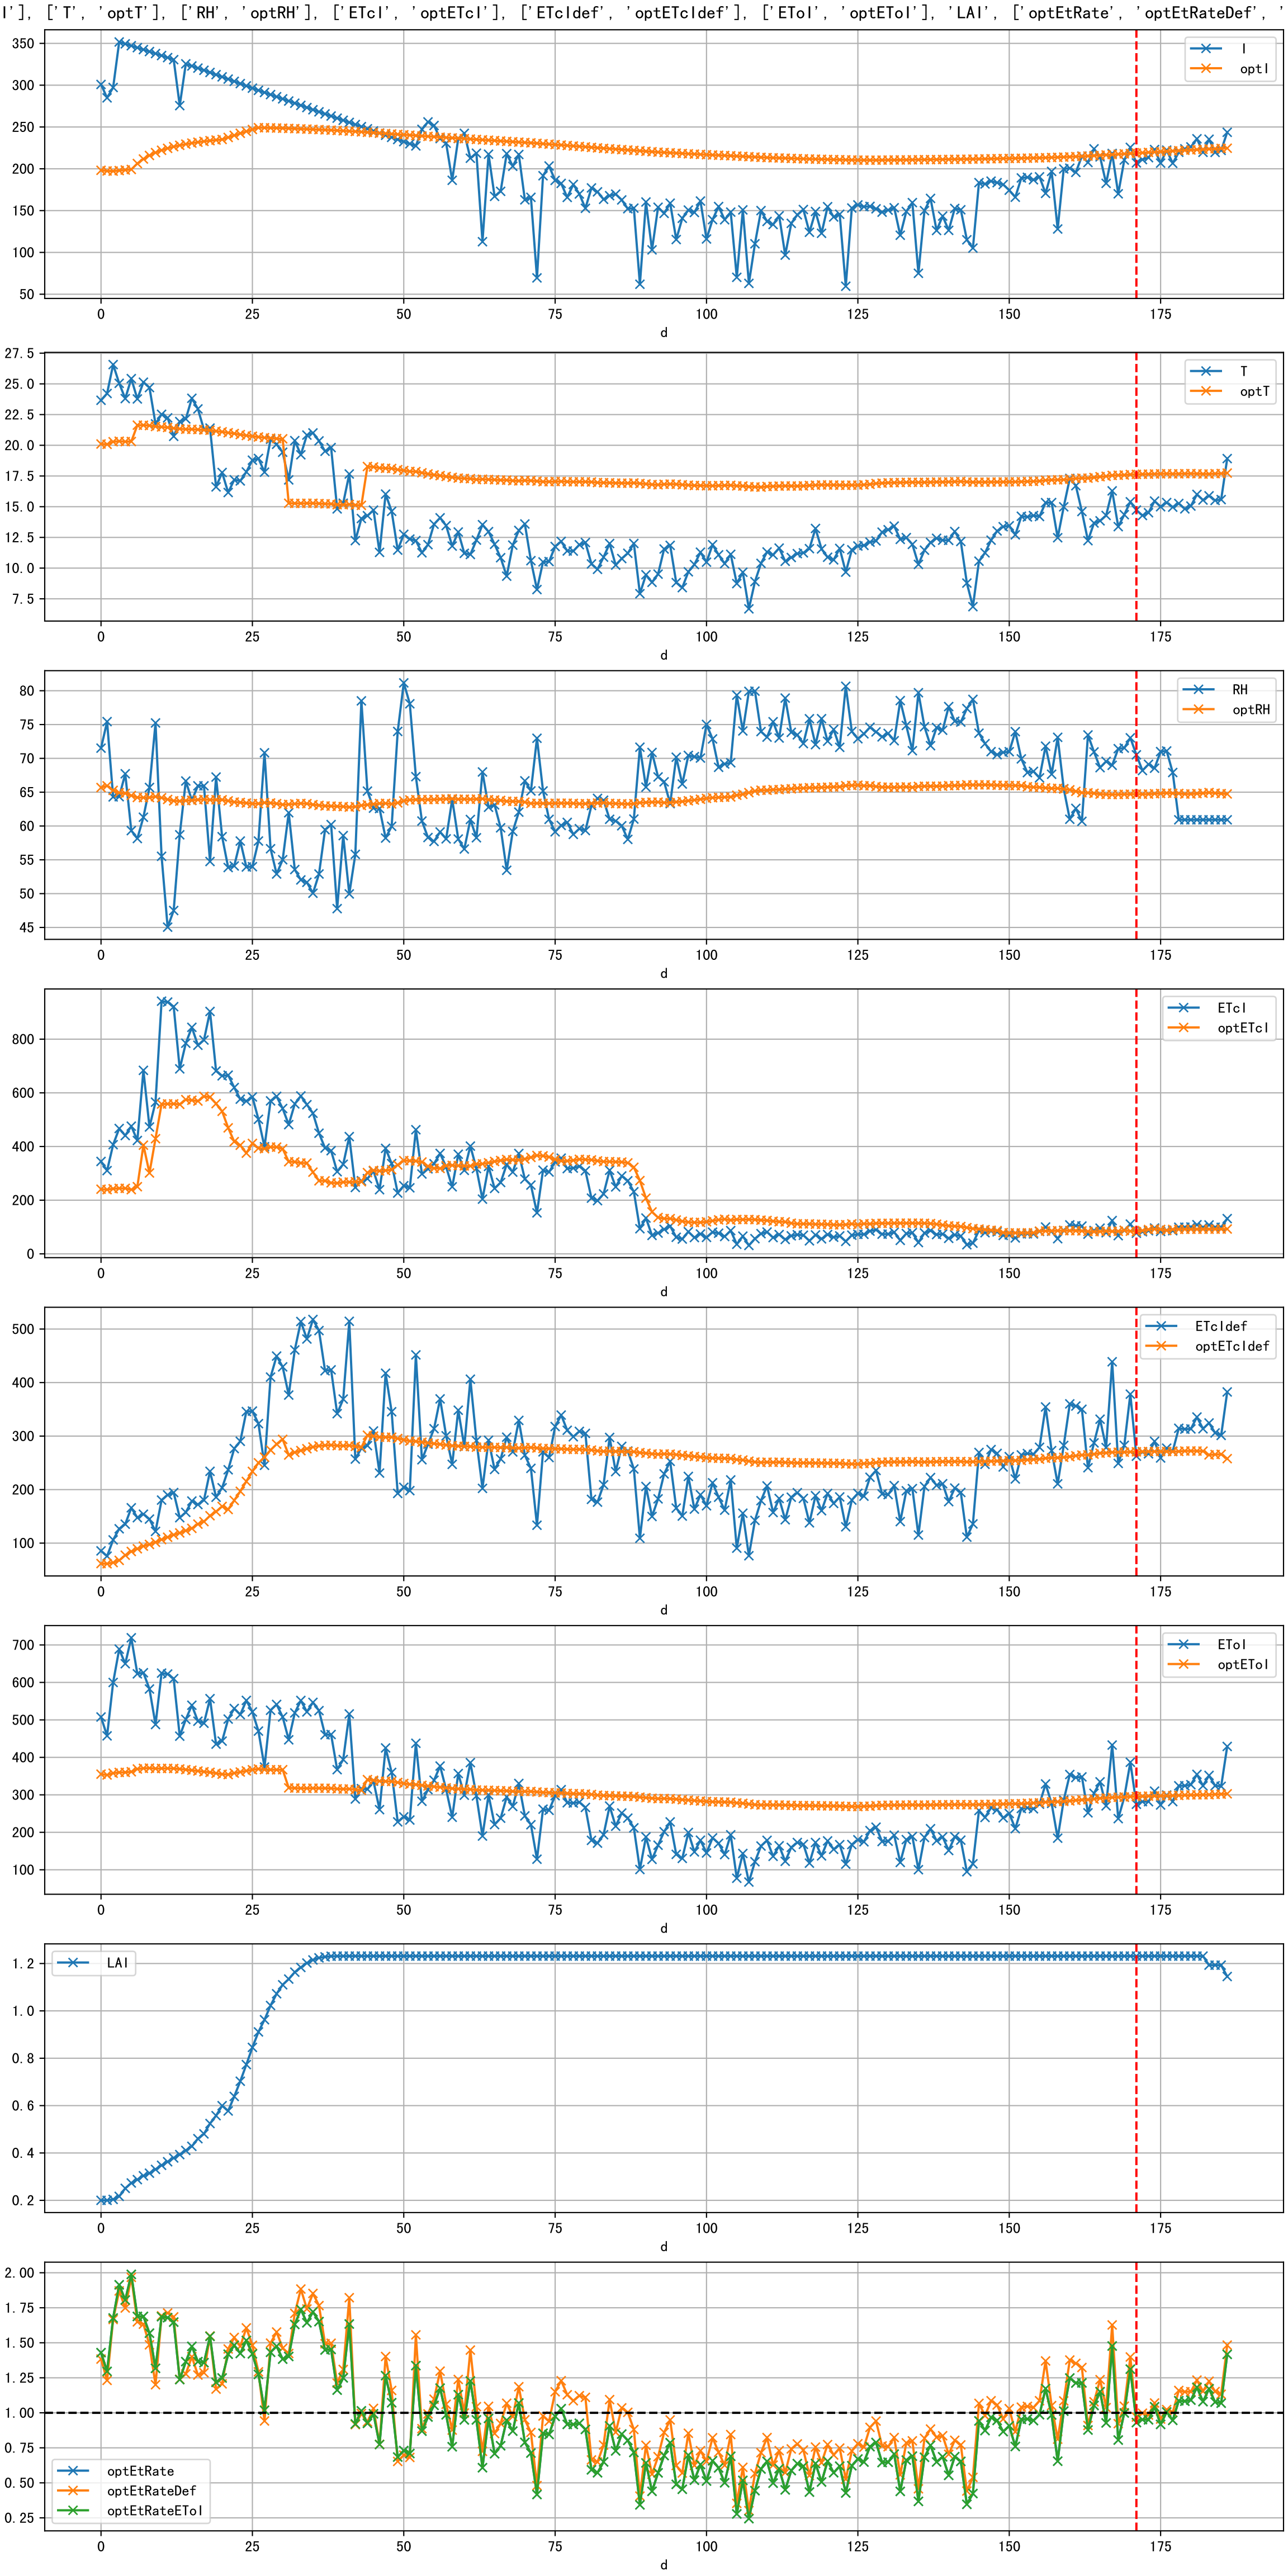 I'], ['T', 'optT'], ['RH', 'optRH'], ['ETcI', 'optETcI'], ['ETcIdef', 'optETcIdef'], ['EToI', 'optEToI'], 'LAI', ['optEtRate', 'optEtRateDef', '
350
300
250
200
150
100
50
I
optI
0 25 50 75 100 125 150 175
d
27.5
25.0
22.5
20.0
17.5
15.0
12.5
10.0
7.5
T
optT
0 25 50 75 100 125 150 175
d
80
75
70
65
60
55
50
45
RH
optRH
0 25 50 75 100 125 150 175
d
800
600
400
200
0
ETcI
optETcI
0 25 50 75 100 125 150 175
d
500
400
300
200
100
ETcIdef
optETcIdef
0 25 50 75 100 125 150 175
d
700
600
500
400
300
200
100
EToI
optEToI
0 25 50 75 100 125 150 175
d
1.2
1.0
0.8
0.6
0.4
0.2
LAI
0 25 50 75 100 125 150 175
d
2.00
1.75
1.50
1.25
1.00
0.75
0.50
0.25
optEtRate
optEtRateDef
optEtRateEToI
0 25 50 75 100 125 150 175
d